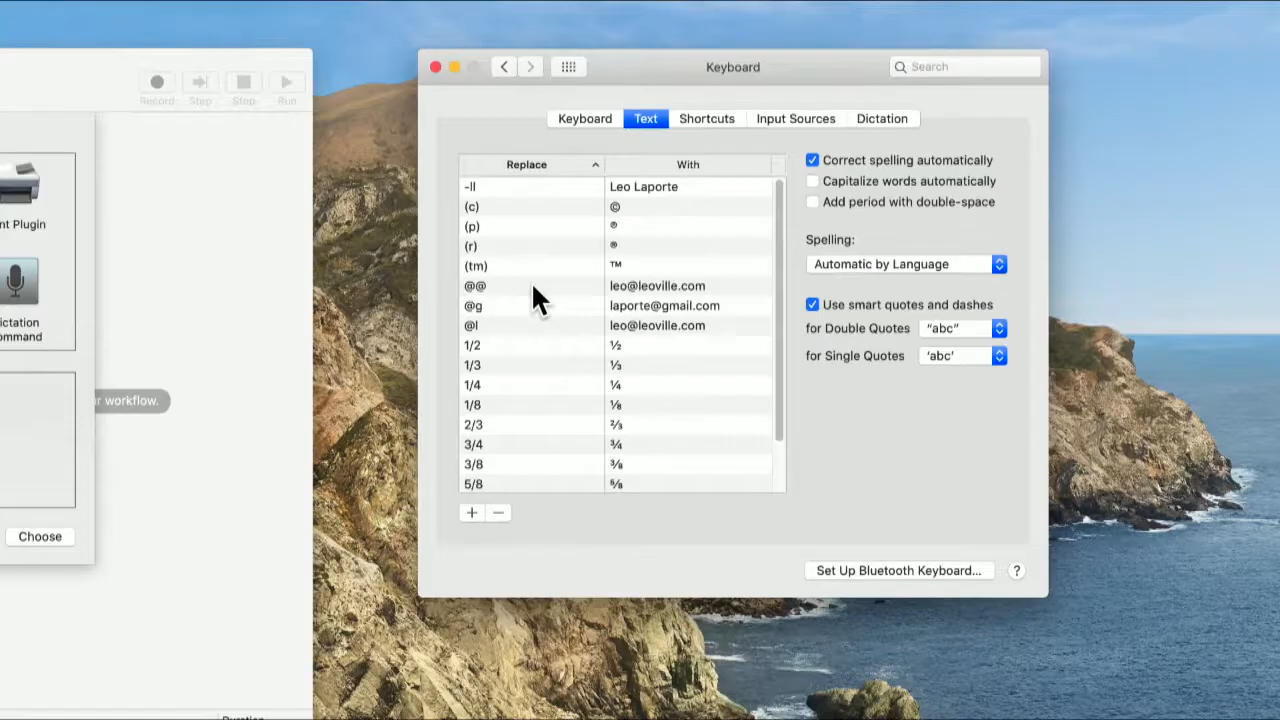 Record Step Stop Run
nt Plugin
ictation
ommand
r workflow.
Choose
Keyboard
Search
Keyboard Text Shortcuts Input Sources Dictation
Replace With
-ll Leo Laporte
(c) ©
(p) ℗
(r) ®
(tm) ™
@@ leo@leoville.com
@g laporte@gmail.com
@l leo@leoville.com
1/2 ½
1/3 ⅓
1/4 ¼
1/8 ⅛
2/3 ⅔
3/4 ¾
3/8 ⅜
5/8 ⅝
+ −
Correct spelling automatically
Capitalize words automatically
Add period with double-space
Spelling:
Automatic by Language
Use smart quotes and dashes
for Double Quotes “abc”
for Single Quotes ‘abc’
Set Up Bluetooth Keyboard... ?
Duration